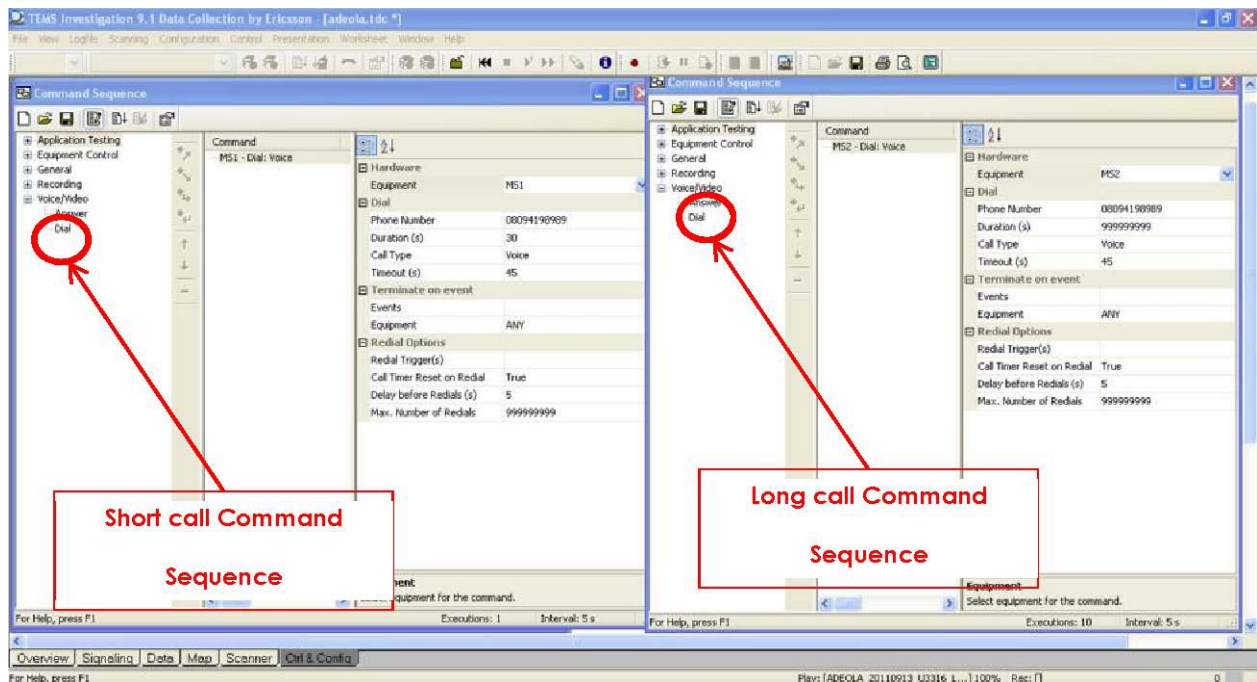 TEMS Investigation 9.1 Data Collection by Ericsson - [adeola.tdc *]
File View Logfile Scanning Configuration Control Presentation Worksheet Window Help
Command Sequence
Application Testing
Equipment Control
General
Recording
Voice/Video
Answer
Dial
Command
MS1 - Dial: Voice
Hardware
Equipment MS1
Dial
Phone Number 08094198989
Duration (s) 30
Call Type Voice
Timeout (s) 45
Terminate on event
Events
Equipment ANY
Redial Options
Redial Trigger(s)
Call Timer Reset on Redial True
Delay before Redials (s) 5
Max. Number of Redials 999999999
Short call Command
Sequence
equipment for the command.
For Help, press F1 Executions: 1 Interval: 5 s
Command Sequence
Application Testing
Equipment Control
General
Recording
Voice/Video
Answer
Dial
Command
MS2 - Dial: Voice
Hardware
Equipment MS2
Dial
Phone Number 08094198989
Duration (s) 999999999
Call Type Voice
Timeout (s) 45
Terminate on event
Events
Equipment ANY
Redial Options
Redial Trigger(s)
Call Timer Reset on Redial True
Delay before Redials (s) 5
Max. Number of Redials 999999999
Long call Command
Sequence
Equipment
Select equipment for the command.
For Help, press F1 Executions: 10 Interval: 5 s
Overview Signaling Data Map Scanner Ctrl & Config
For Help, press F1 Play: [ADEOLA_20110913_U3316_L...] 100% Rec: [] 0